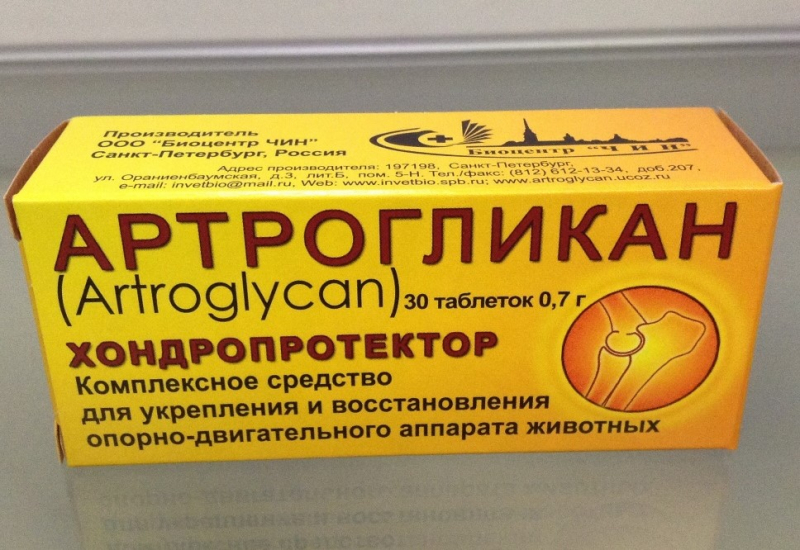 Производитель
ООО "Биоцентр ЧИН"
Санкт-Петербург, Россия
Биоцентр "ЧИН"
Адрес производителя: 197198, Санкт-Петербург,
ул. Ораниенбаумская, д.3, лит.Б, пом. 5-Н. Тел./факс: (812) 612-13-34, доб.207,
e-mail: invetbio@mail.ru, Web: www.invetbio.spb.ru; www.artroglycan.ucoz.ru
АРТРОГЛИКАН
(Artroglycan) 30 таблеток 0,7 г
ХОНДРОПРОТЕКТОР
Комплексное средство
для укрепления и восстановления
опорно-двигательного аппарата животных